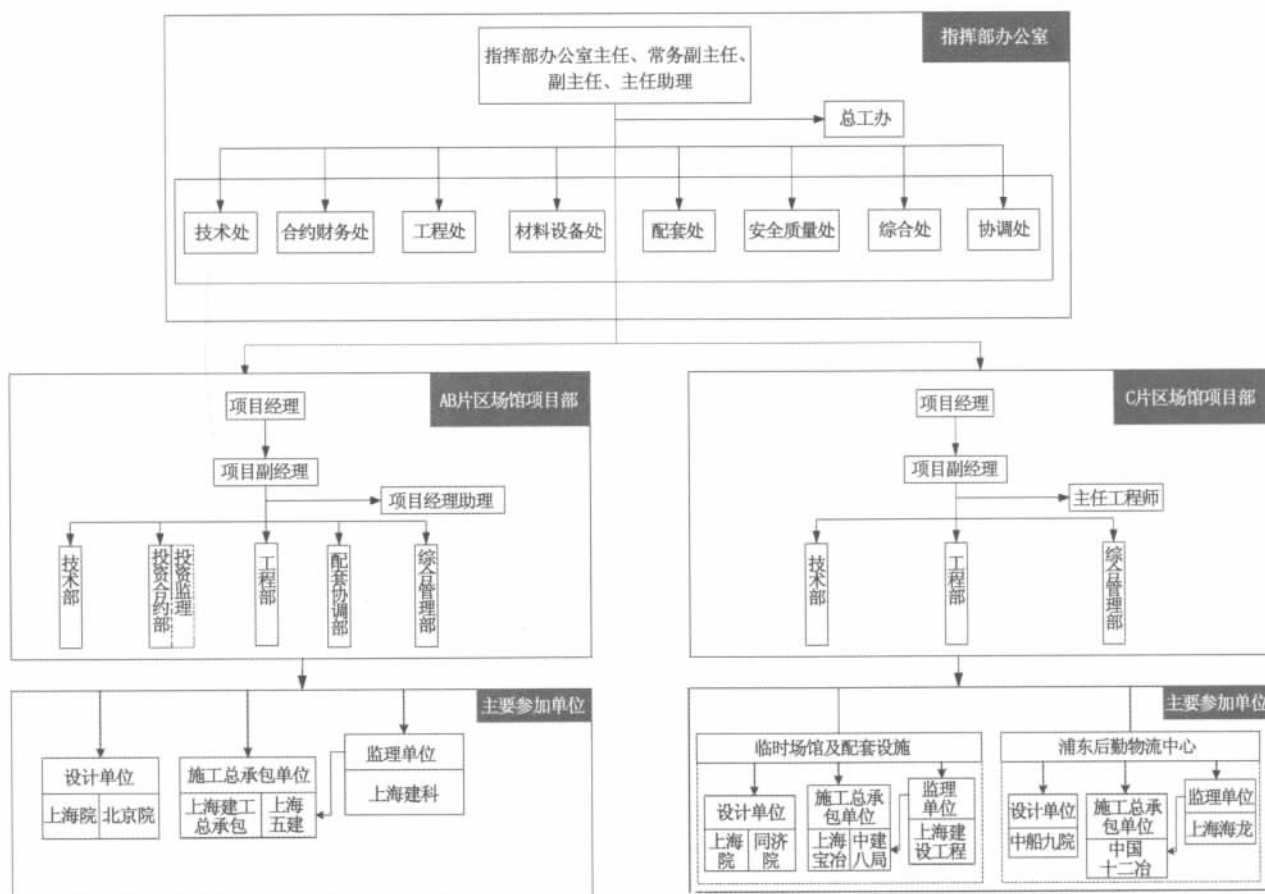 指挥部办公室
指挥部办公室主任、常务副主任、
副主任、主任助理
总工办
技术处
合约财务处
工程处
材料设备处
配套处
安全质量处
综合处
协调处
AB片区场馆项目部
项目经理
项目副经理
项目经理助理
技术部
投资合约部
投资监理
工程部
配套协调部
综合管理部
C片区场馆项目部
项目经理
项目副经理
主任工程师
技术部
工程部
综合管理部
主要参加单位
设计单位
上海院
北京院
施工总承包单位
上海建工
总承包
上海
五建
监理单位
上海建科
主要参加单位
临时场馆及配套设施
设计单位
上海
院
同济
院
施工总承
包单位
上海
宝冶
中建
八局
监理
单位
上海建
设工程
浦东后勤物流中心
设计单位
中船九院
施工总承
包单位
中国
十二冶
监理单位
上海海龙